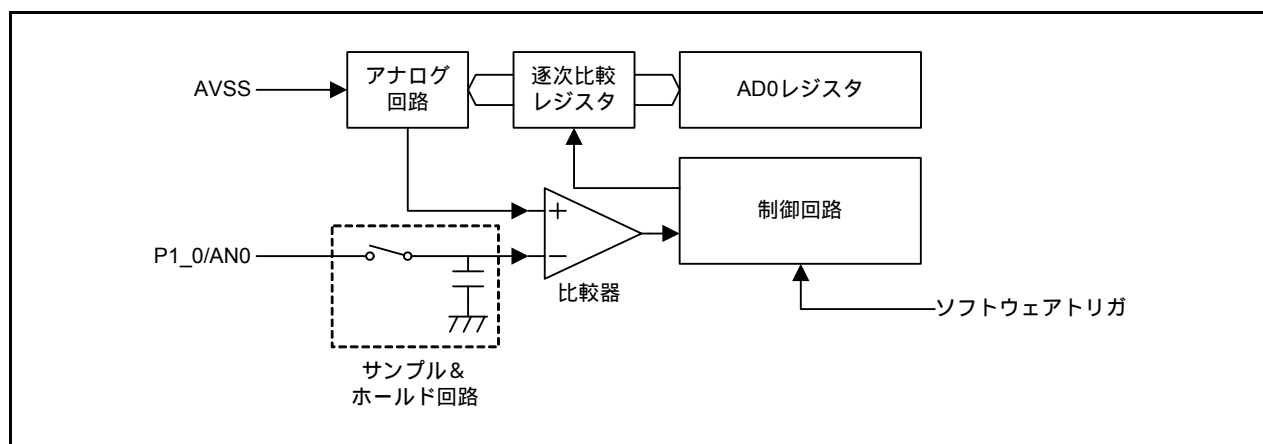 アナログ
回路
逐次比較
レジスタ
AD0レジスタ
AVSS
制御回路
+
P1_0/AN0
−
比較器
ソフトウェアトリガ
サンプル&
ホールド回路